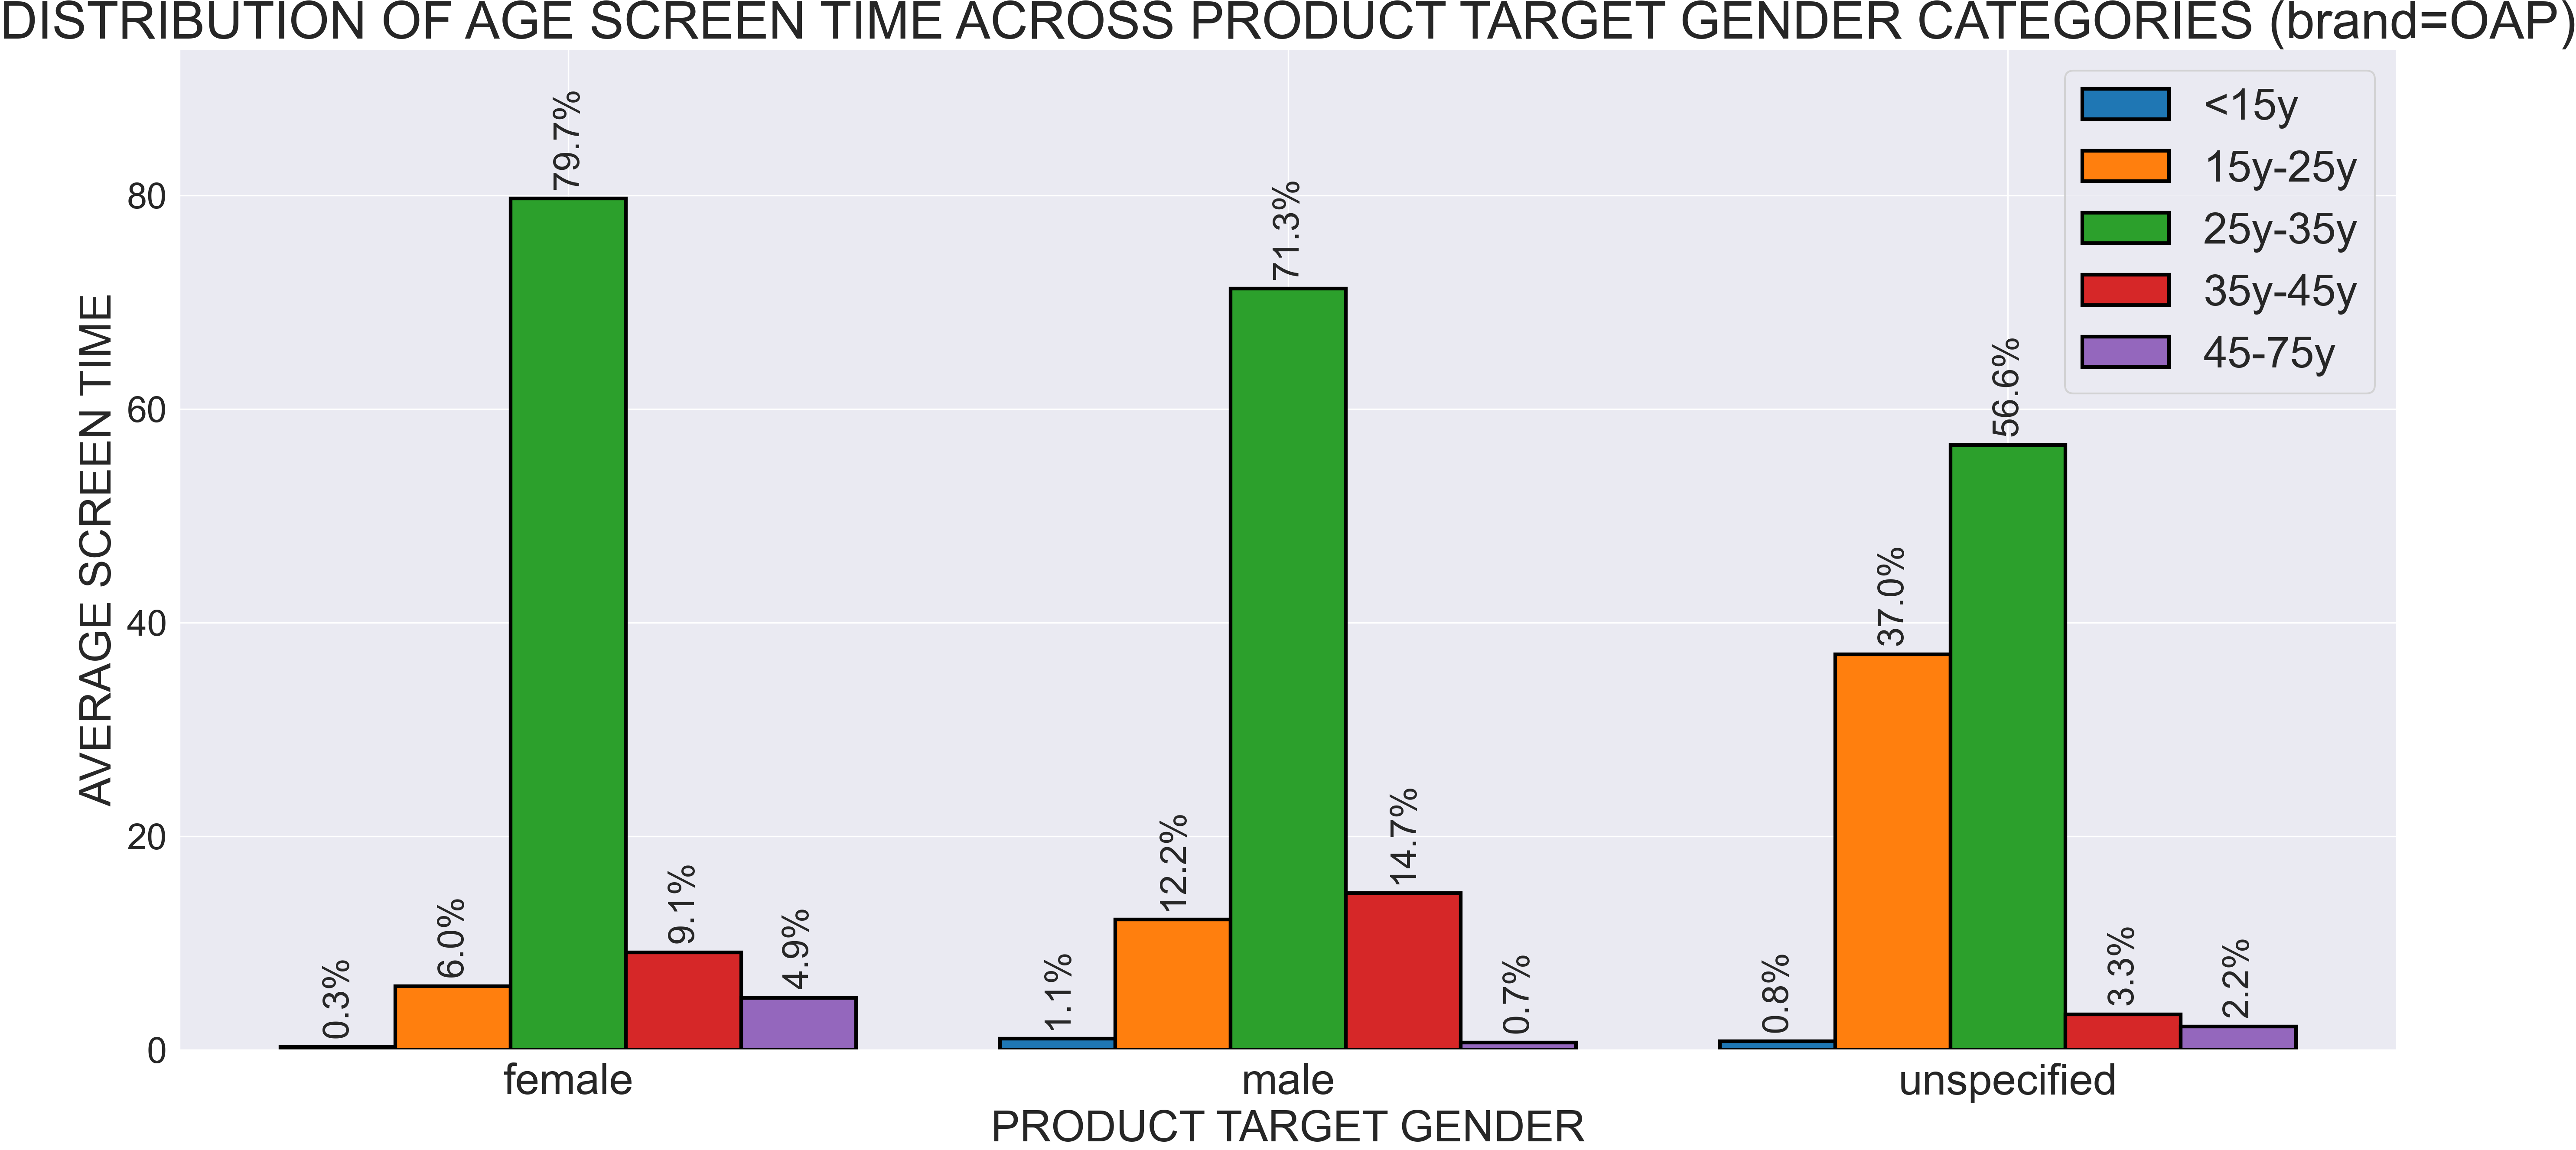 DISTRIBUTION OF AGE SCREEN TIME ACROSS PRODUCT TARGET GENDER CATEGORIES (brand=OAP)
<15y
15y-25y
25y-35y
35y-45y
45-75y
AVERAGE SCREEN TIME
80
60
40
20
0
0.3%
6.0%
79.7%
9.1%
4.9%
1.1%
12.2%
71.3%
14.7%
0.7%
0.8%
37.0%
56.6%
3.3%
2.2%
female
male
unspecified
PRODUCT TARGET GENDER